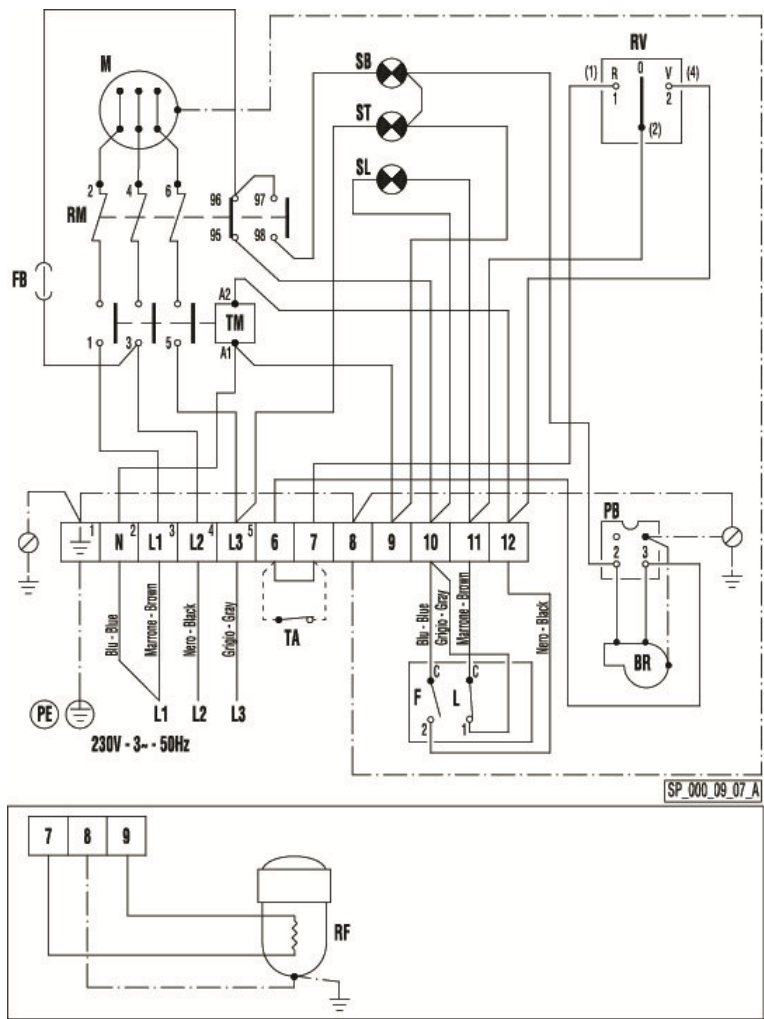 M
SB
RV
(1) R 0 V (4)
1 2
(2)
ST
SL
2 4 6
96 97
RM
95 98
FB
A2
TM
1 3 5
A1
PB
1 2 3 4 5
N L1 L2 L3 6 7 8 9 10 11 12
2 3
Blu - Blue
Marrone - Brown
Nero - Black
Grigio - Gray
TA
Blu - Blue
Grigio - Gray
Marrone - Brown
Nero - Black
BR
C C
F L
2 1
PE
L1 L2 L3
230V - 3~ - 50Hz
SP_000_09_07_A
7 8 9
RF